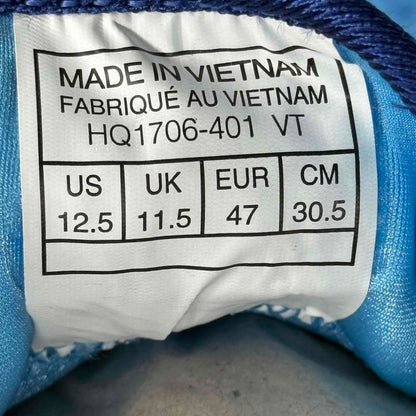 MADE IN VIETNAM
FABRIQUÉ AU VIETNAM
HQ1706-401 VT
US UK EUR CM
12.5 11.5 47 30.5